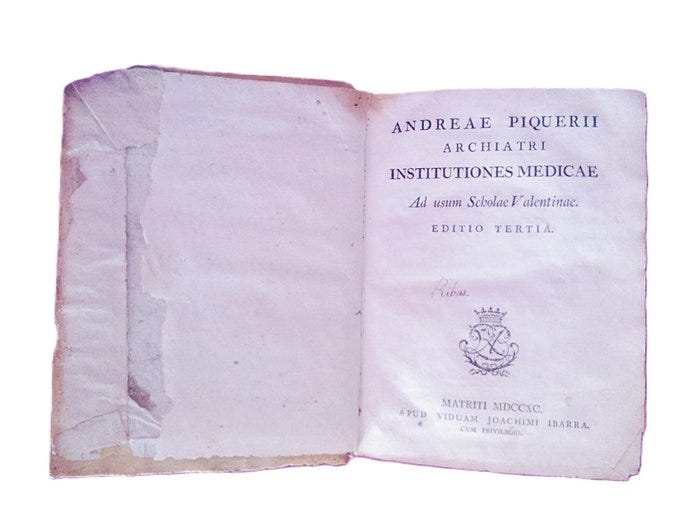 ANDREAE PIQUERII
ARCHIATRI
INSTITUTIONES MEDICAE
Ad usum Scholae Valentinae.
EDITIO TERTIA.
Ribas.
MATRITI MDCCXC.
APUD VIDUAM JOACHIMI IBARRA.
CUM PRIVILEGIO.